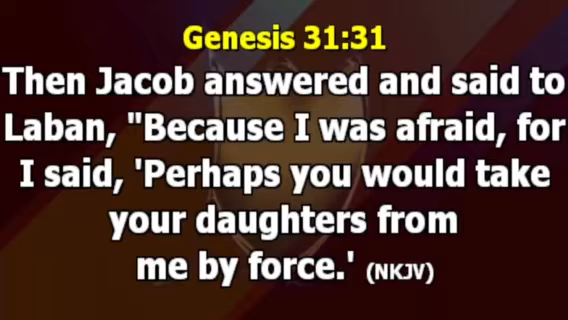 Genesis 31:31
Then Jacob answered and said to
Laban, "Because I was afraid, for
I said, 'Perhaps you would take
your daughters from
me by force.' (NKJV)